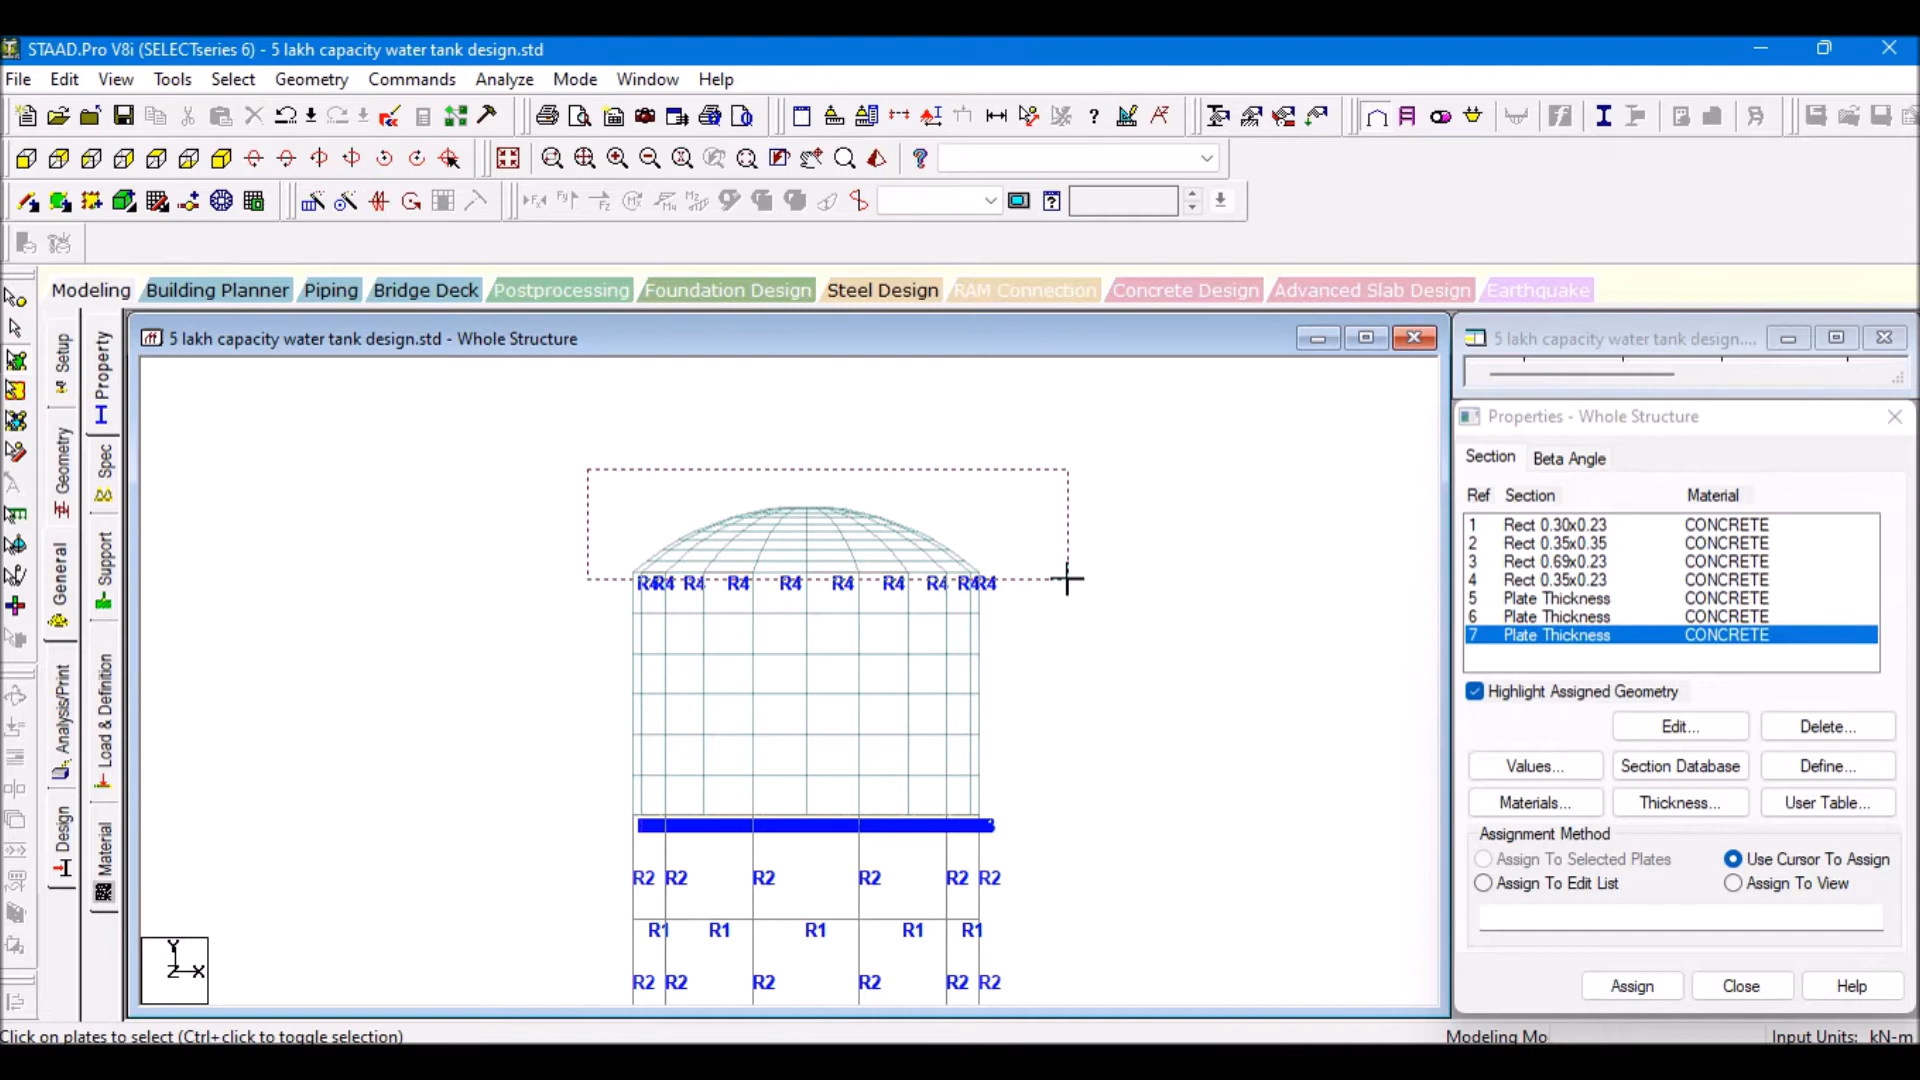 STAAD.Pro V8i (SELECTseries 6) - 5 lakh capacity water tank design.std
File Edit View Tools Select Geometry Commands Analyze Mode Window Help
Modeling Building Planner Piping Bridge Deck Postprocessing Foundation Design Steel Design RAM Connection Concrete Design Advanced Slab Design Earthquake
Setup
Geometry
General
Analysis/Print
Design
Property
Spec
Support
Load & Definition
Material
5 lakh capacity water tank design.std - Whole Structure
R4 R4 R4 R4 R4 R4 R4 R4 R4 R4
R2 R2 R2 R2 R2 R2
R1 R1 R1 R1 R1
R2 R2 R2 R2 R2 R2
Y
Z X
5 lakh capacity water tank design....
Properties - Whole Structure
Section Beta Angle
Ref Section Material
1 Rect 0.30x0.23 CONCRETE
2 Rect 0.35x0.35 CONCRETE
3 Rect 0.69x0.23 CONCRETE
4 Rect 0.35x0.23 CONCRETE
5 Plate Thickness CONCRETE
6 Plate Thickness CONCRETE
7 Plate Thickness CONCRETE
Highlight Assigned Geometry
Edit... Delete...
Values... Section Database Define...
Materials... Thickness... User Table...
Assignment Method
Assign To Selected Plates Use Cursor To Assign
Assign To Edit List Assign To View
Assign Close Help
Click on plates to select (Ctrl+click to toggle selection) Modeling Mo Input Units: kN-m